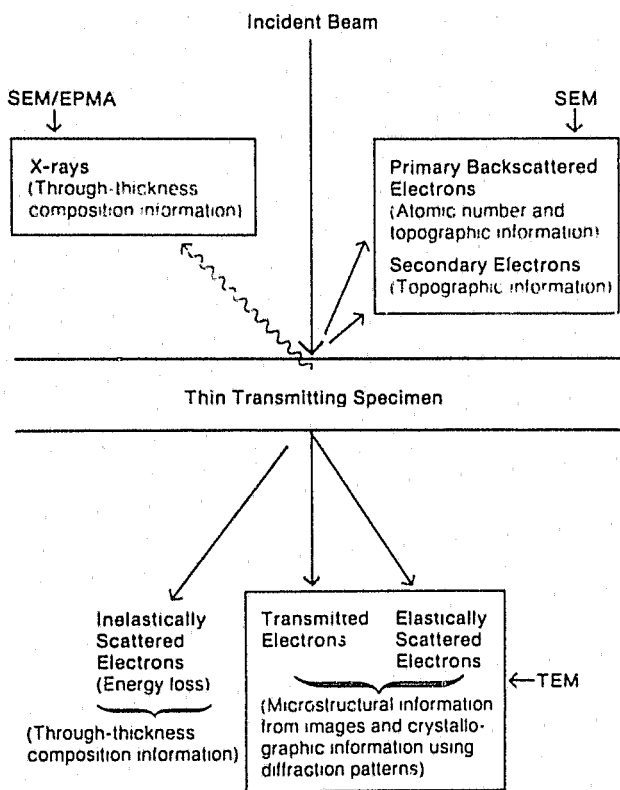 Incident Beam
SEM/EPMA
SEM
X-rays
(Through-thickness
composition information)
Primary Backscattered
Electrons
(Atomic number and
topographic information)
Secondary Electrons
(Topographic information)
Thin Transmitting Specimen
Inelastically
Scattered
Electrons
(Energy loss)
(Through-thickness
composition information)
Transmitted
Electrons
Elastically
Scattered
Electrons
(Microstructural information
from images and crystallo-
graphic information using
diffraction patterns)
TEM